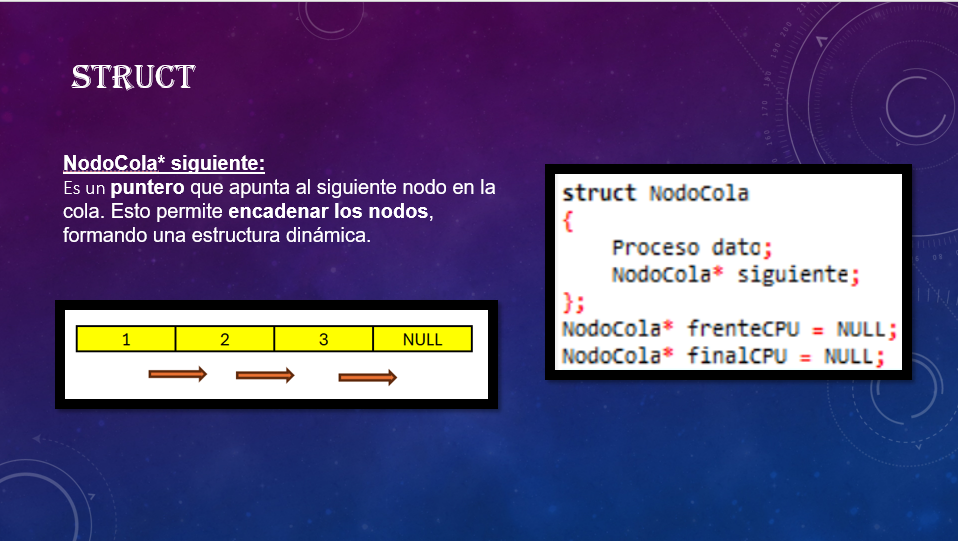 STRUCT
NodoCola* siguiente:
Es un puntero que apunta al siguiente nodo en la
cola. Esto permite encadenar los nodos,
formando una estructura dinámica.
1 2 3 NULL
struct NodoCola
{
    Proceso dato;
    NodoCola* siguiente;
};
NodoCola* frenteCPU = NULL;
NodoCola* finalCPU = NULL;